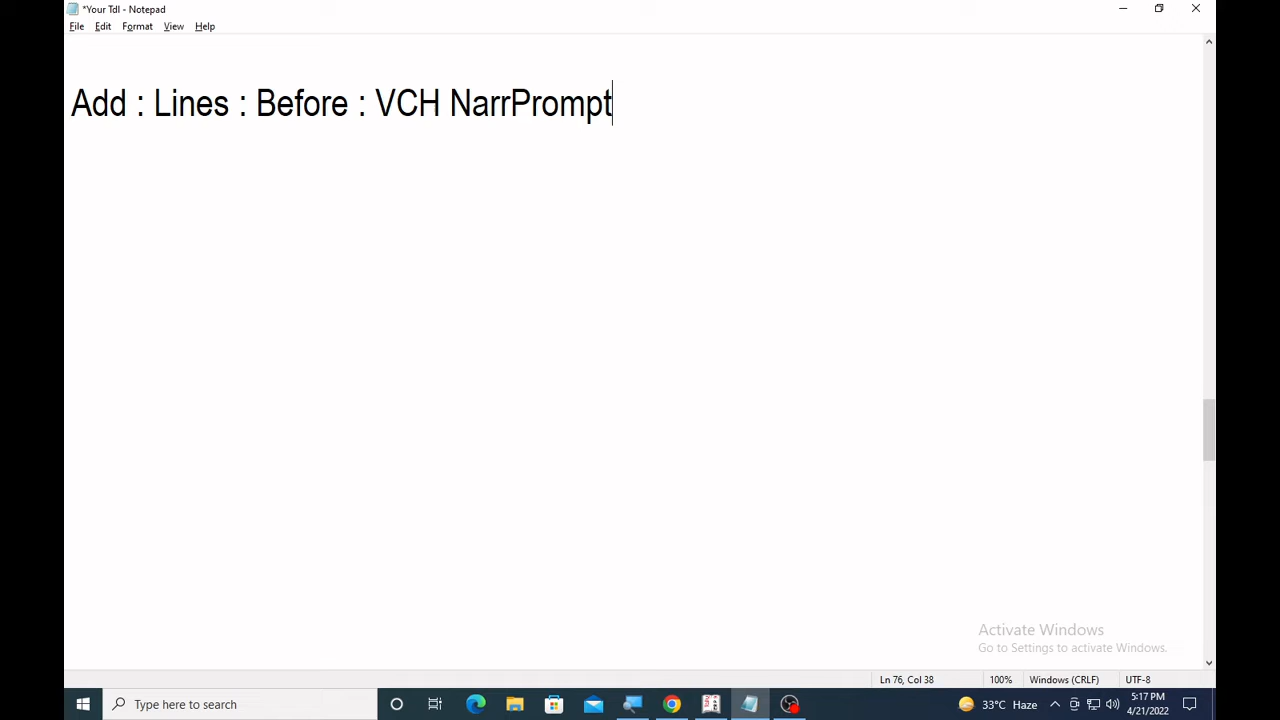 *Your Tdl - Notepad
File Edit Format View Help
Add : Lines : Before : VCH NarrPrompt
Activate Windows
Go to Settings to activate Windows.
Ln 76, Col 38 100% Windows (CRLF) UTF-8
Type here to search 33°C Haze 5:17 PM
4/21/2022